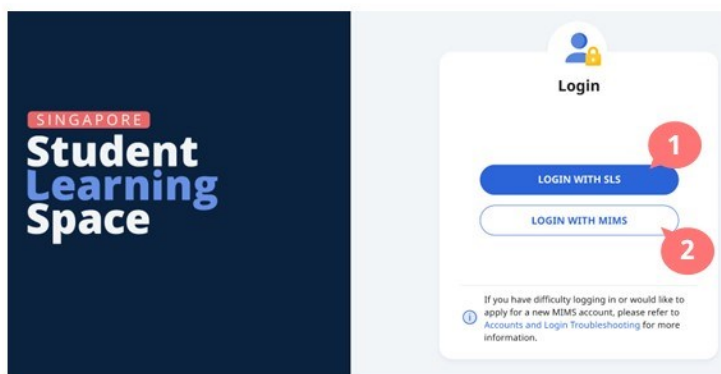 SINGAPORE
Student
Learning
Space
Login
1
LOGIN WITH SLS
LOGIN WITH MIMS
2
If you have difficulty logging in or would like to
apply for a new MIMS account, please refer to
Accounts and Login Troubleshooting for more
information.